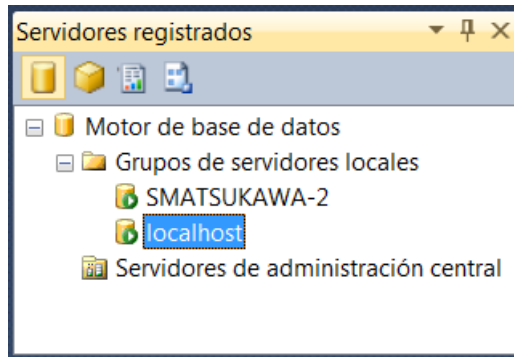 Servidores registrados
Motor de base de datos
Grupos de servidores locales
SMATSUKAWA-2
localhost
Servidores de administración central